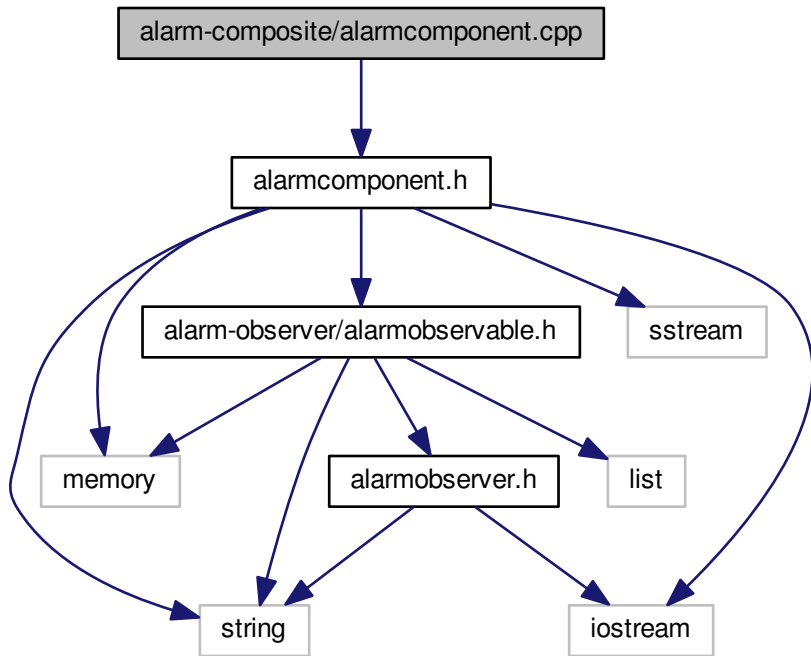 alarm-composite/alarmcomponent.cpp
alarmcomponent.h
alarm-observer/alarmobservable.h
sstream
memory
alarmobserver.h
list
string
iostream